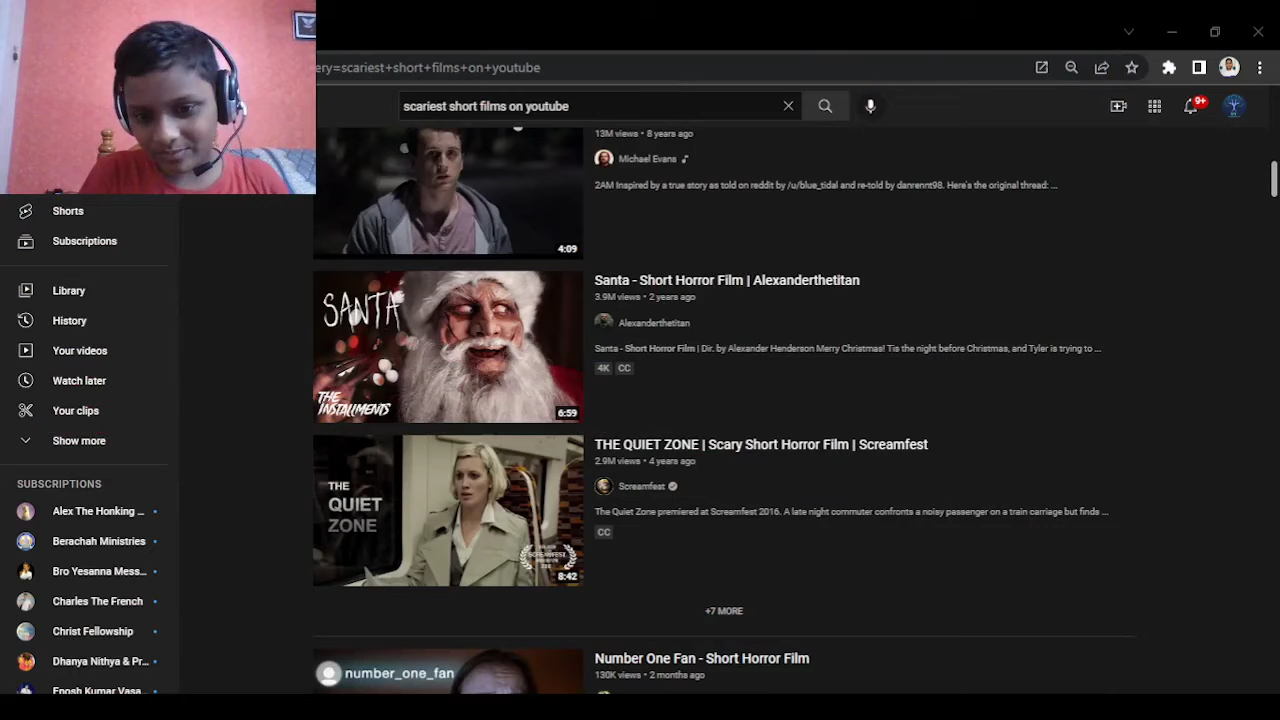 ery=scariest+short+films+on+youtube
scariest short films on youtube
9+
13M views • 8 years ago
Michael Evans
2AM Inspired by a true story as told on reddit by /u/blue_tidal and re-told by danrennt98. Here's the original thread: ...
4:09
Shorts
Subscriptions
Library
History
Your videos
Watch later
Your clips
Show more
SUBSCRIPTIONS
Alex The Honking ...
Berachah Ministries
Bro Yesanna Mess...
Charles The French
Christ Fellowship
Dhanya Nithya & Pr...
Enosh Kumar Vasa...
SANTA
THE
INSTALLMENTS
6:59
Santa - Short Horror Film | Alexanderthetitan
3.9M views • 2 years ago
Alexanderthetitan
Santa - Short Horror Film | Dir. by Alexander Henderson Merry Christmas! Tis the night before Christmas, and Tyler is trying to ...
4K CC
THE
QUIET
ZONE
SCREAMFEST
8:42
THE QUIET ZONE | Scary Short Horror Film | Screamfest
2.9M views • 4 years ago
Screamfest
The Quiet Zone premiered at Screamfest 2016. A late night commuter confronts a noisy passenger on a train carriage but finds ...
CC
+7 MORE
number_one_fan
Number One Fan - Short Horror Film
130K views • 2 months ago